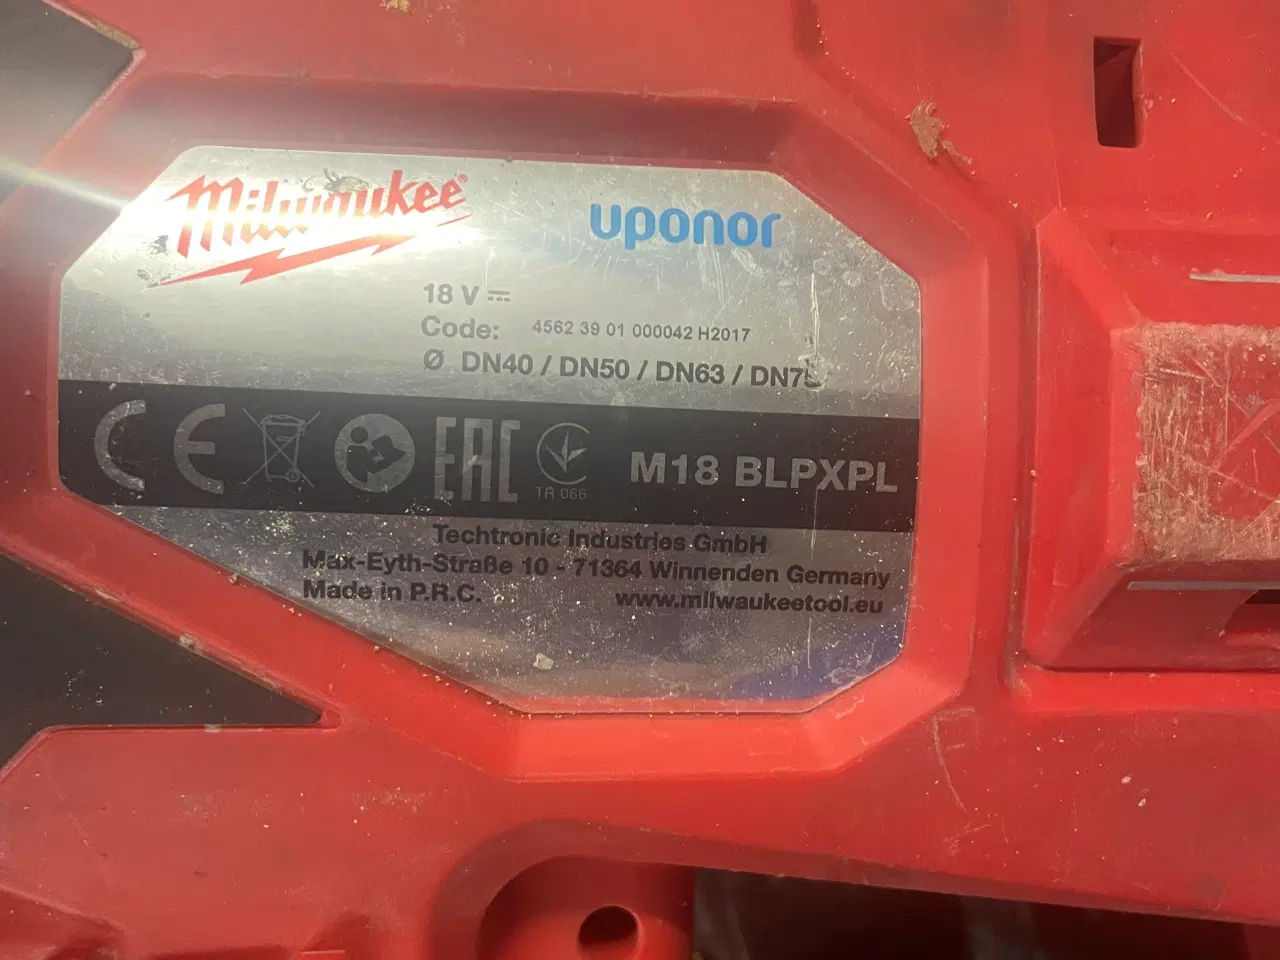 Milwaukee®
uponor
18 V
Code: 4562 39 01 000042 H2017
Ø DN40 / DN50 / DN63 / DN75
CE EAC
TR 066
M18 BLPXPL
Techtronic Industries GmbH
Max-Eyth-Straße 10 - 71364 Winnenden Germany
Made in P.R.C. www.milwaukeetool.eu